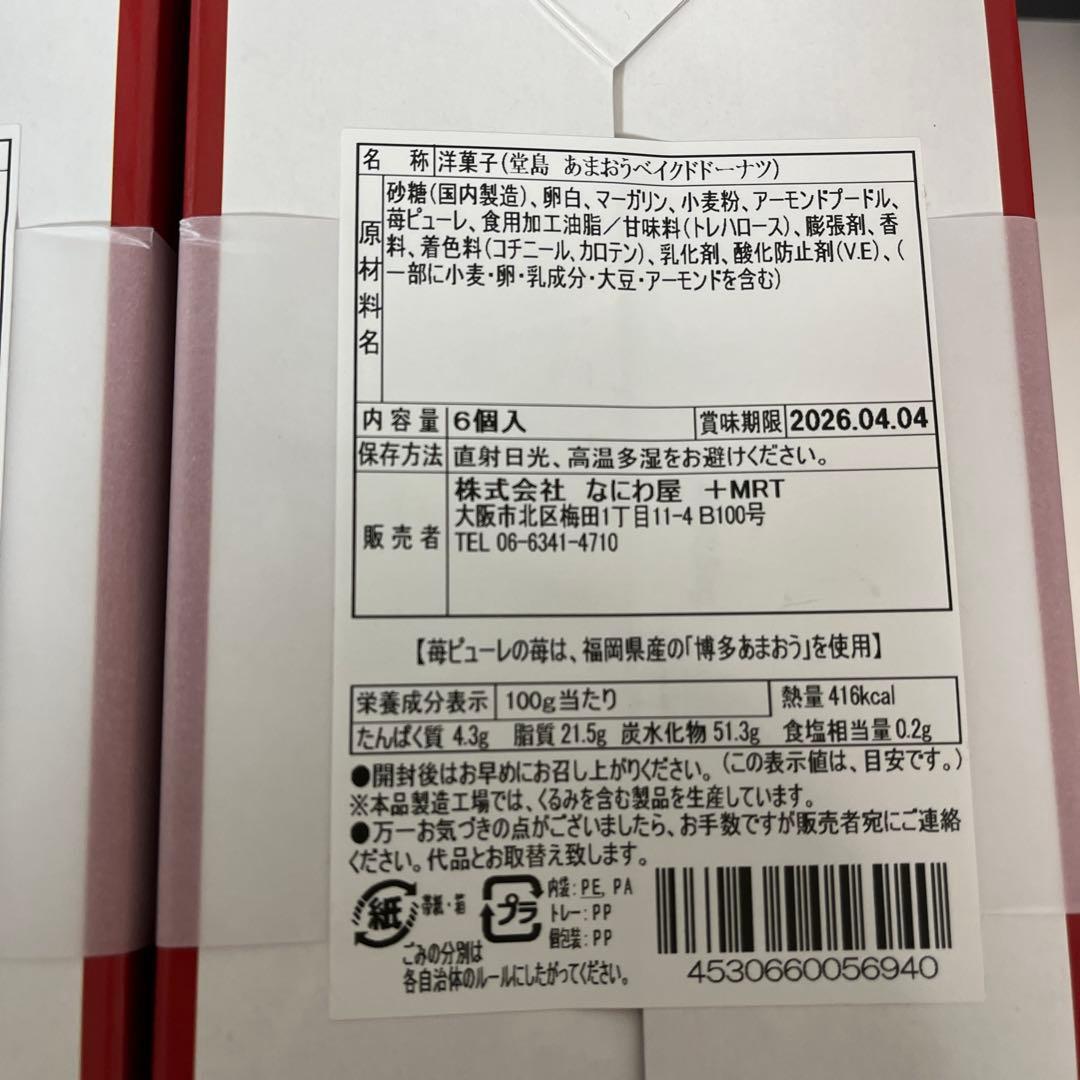 名 称 洋菓子(堂島 あまおうベイクドドーナツ)
原材料名
砂糖(国内製造)、卵白、マーガリン、小麦粉、アーモンドプードル、
苺ピューレ、食用加工油脂／甘味料(トレハロース)、膨張剤、香
料、着色料(コチニール、カロテン)、乳化剤、酸化防止剤(V.E)、(
一部に小麦・卵・乳成分・大豆・アーモンドを含む)
内容量 6個入 賞味期限 2026.04.04
保存方法 直射日光、高温多湿をお避けください。
販売者
株式会社 なにわ屋 ＋MRT
大阪市北区梅田1丁目11-4 B100号
TEL 06-6341-4710
【苺ピューレの苺は、福岡県産の｢博多あまおう｣を使用】
栄養成分表示 100g当たり 熱量 416kcal
たんぱく質 4.3g 脂質 21.5g 炭水化物 51.3g 食塩相当量 0.2g
●開封後はお早めにお召し上がりください。(この表示値は、目安です。)
※本品製造工場では、くるみを含む製品を生産しています。
●万一お気づきの点がございましたら、お手数ですが販売者宛にご連絡
ください。代品とお取替え致します。
紙 帯紙・箱
プラ 内袋：PE, PA
トレー：PP
個包装：PP
ごみの分別は
各自治体のルールにしたがってください。
4530660056940